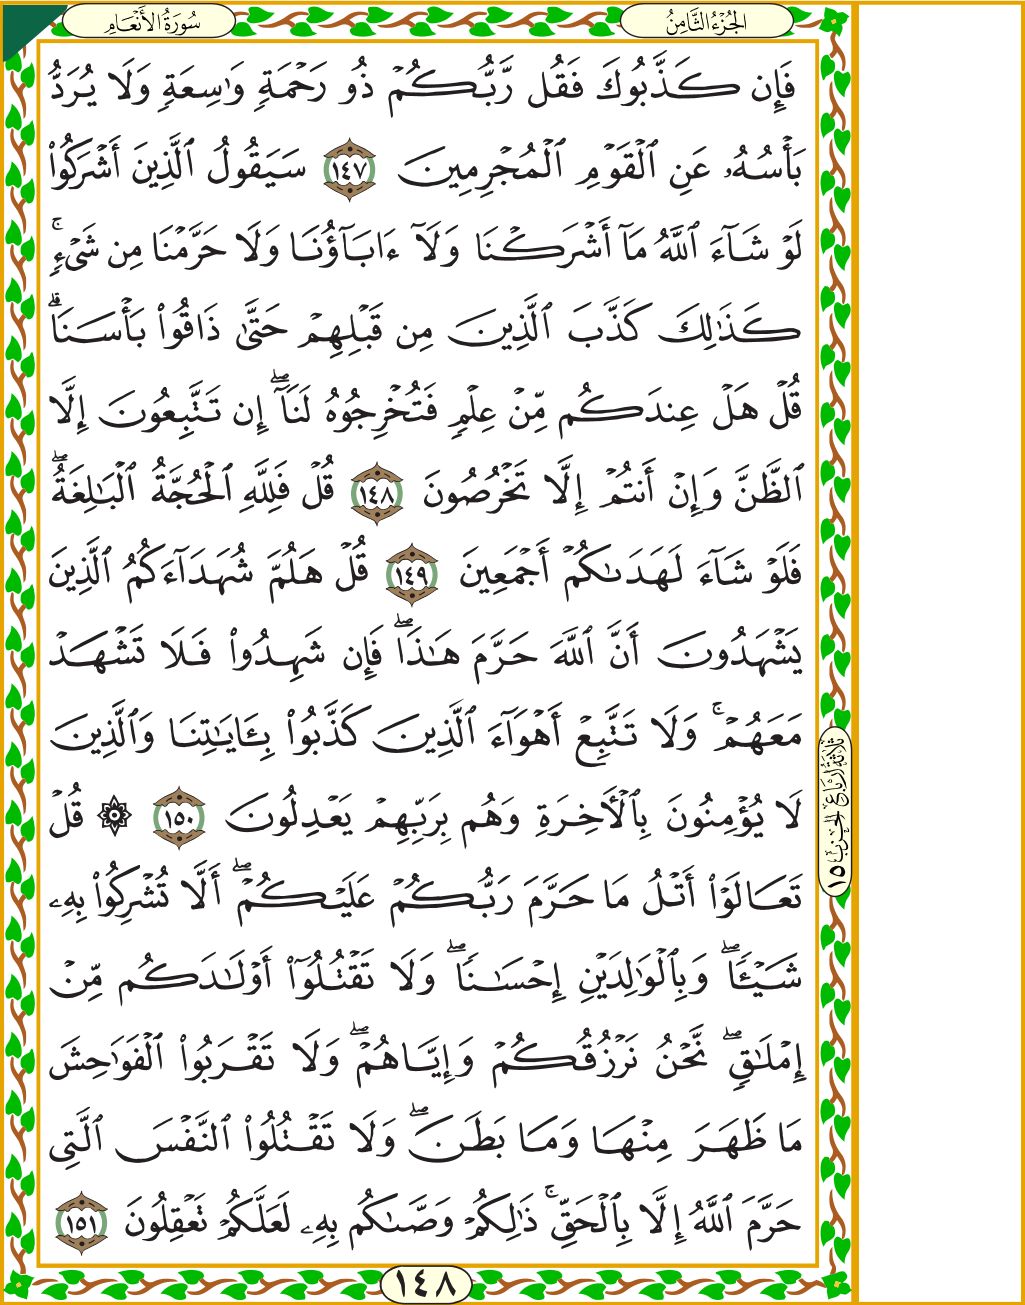 الجُزْءُ الثَّامِنُ
سُورَةُ الأَنْعَامِ
فَإِن كَذَّبُوكَ فَقُل رَّبُّكُمْ ذُو رَحْمَةٍ وَٰسِعَةٍ وَلَا يُرَدُّ
بَأْسُهُۥ عَنِ ٱلْقَوْمِ ٱلْمُجْرِمِينَ ١٤٧ سَيَقُولُ ٱلَّذِينَ أَشْرَكُوا۟
لَوْ شَآءَ ٱللَّهُ مَآ أَشْرَكْنَا وَلَآ ءَابَآؤُنَا وَلَا حَرَّمْنَا مِن شَىْءٍ ۚ
كَذَٰلِكَ كَذَّبَ ٱلَّذِينَ مِن قَبْلِهِمْ حَتَّىٰ ذَاقُوا۟ بَأْسَنَا ۗ
قُلْ هَلْ عِندَكُم مِّنْ عِلْمٍ فَتُخْرِجُوهُ لَنَآ ۖ إِن تَتَّبِعُونَ إِلَّا
ٱلظَّنَّ وَإِنْ أَنتُمْ إِلَّا تَخْرُصُونَ ١٤٨ قُلْ فَلِلَّهِ ٱلْحُجَّةُ ٱلْبَٰلِغَةُ ۖ
فَلَوْ شَآءَ لَهَدَىٰكُمْ أَجْمَعِينَ ١٤٩ قُلْ هَلُمَّ شُهَدَآءَكُمُ ٱلَّذِينَ
يَشْهَدُونَ أَنَّ ٱللَّهَ حَرَّمَ هَٰذَا ۖ فَإِن شَهِدُوا۟ فَلَا تَشْهَدْ
مَعَهُمْ ۚ وَلَا تَتَّبِعْ أَهْوَآءَ ٱلَّذِينَ كَذَّبُوا۟ بِـَٔايَٰتِنَا وَٱلَّذِينَ
لَا يُؤْمِنُونَ بِٱلْءَاخِرَةِ وَهُم بِرَبِّهِمْ يَعْدِلُونَ ١٥٠ ۞ قُلْ
تَعَالَوْا۟ أَتْلُ مَا حَرَّمَ رَبُّكُمْ عَلَيْكُمْ ۖ أَلَّا تُشْرِكُوا۟ بِهِۦ
شَيْـًٔا ۖ وَبِٱلْوَٰلِدَيْنِ إِحْسَٰنًا ۖ وَلَا تَقْتُلُوٓا۟ أَوْلَٰدَكُم مِّنْ
إِمْلَٰقٍ ۖ نَّحْنُ نَرْزُقُكُمْ وَإِيَّاهُمْ ۖ وَلَا تَقْرَبُوا۟ ٱلْفَوَٰحِشَ
مَا ظَهَرَ مِنْهَا وَمَا بَطَنَ ۖ وَلَا تَقْتُلُوا۟ ٱلنَّفْسَ ٱلَّتِى
حَرَّمَ ٱللَّهُ إِلَّا بِٱلْحَقِّ ۚ ذَٰلِكُمْ وَصَّىٰكُم بِهِۦ لَعَلَّكُمْ تَعْقِلُونَ ١٥١
ثَلَاثَةُ أَرْبَاعِ الحِزْبِ ١٥
١٤٨